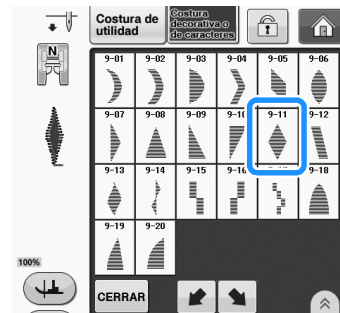 Costura de utilidad
Costura decorativa o de caracteres
N
9-01 9-02 9-03 9-04 9-05 9-06
9-07 9-08 9-09 9-10 9-11 9-12
9-13 9-14 9-15 9-16 9-18
9-19 9-20
100%
CERRAR